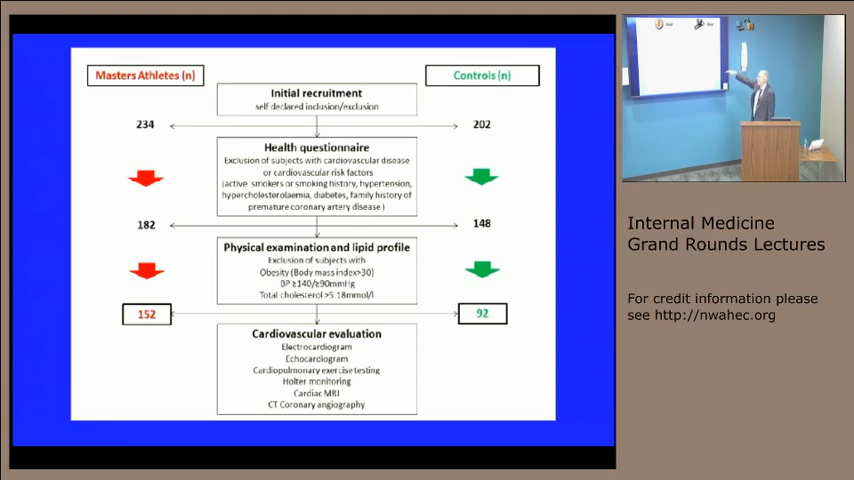 Masters Athletes (n)
Controls (n)
Initial recruitment
self declared inclusion/exclusion
234
202
Health questionnaire
Exclusion of subjects with cardiovascular disease
or cardiovascular risk factors
(active smokers or smoking history, hypertension,
hypercholesterolaemia, diabetes, family history of
premature coronary artery disease )
182
148
Physical examination and lipid profile
Exclusion of subjects with
Obesity (Body mass index>30)
BP ≥140/≥90mmHg
Total cholesterol >5.18mmol/l
152
92
Cardiovascular evaluation
Electrocardiogram
Echocardiogram
Cardiopulmonary exercise testing
Holter monitoring
Cardiac MRI
CT Coronary angiography
Internal Medicine
Grand Rounds Lectures
For credit information please
see http://nwahec.org